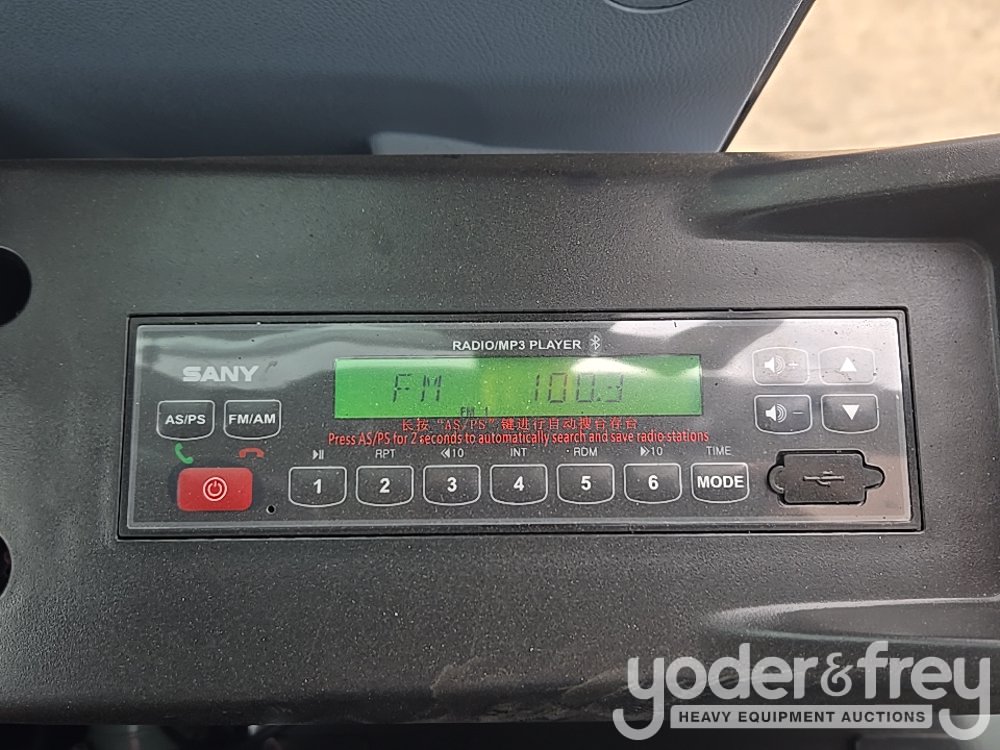 RADIO/MP3 PLAYER
SANY
FM 100.3
FM 1
AS/PS FM/AM
长按 “AS/PS” 键进行自动搜台存台
Press AS/PS for 2 seconds to automatically search and save radio stations
RPT 10 INT RDM 10 TIME
1 2 3 4 5 6 MODE
yoder&frey
HEAVY EQUIPMENT AUCTIONS